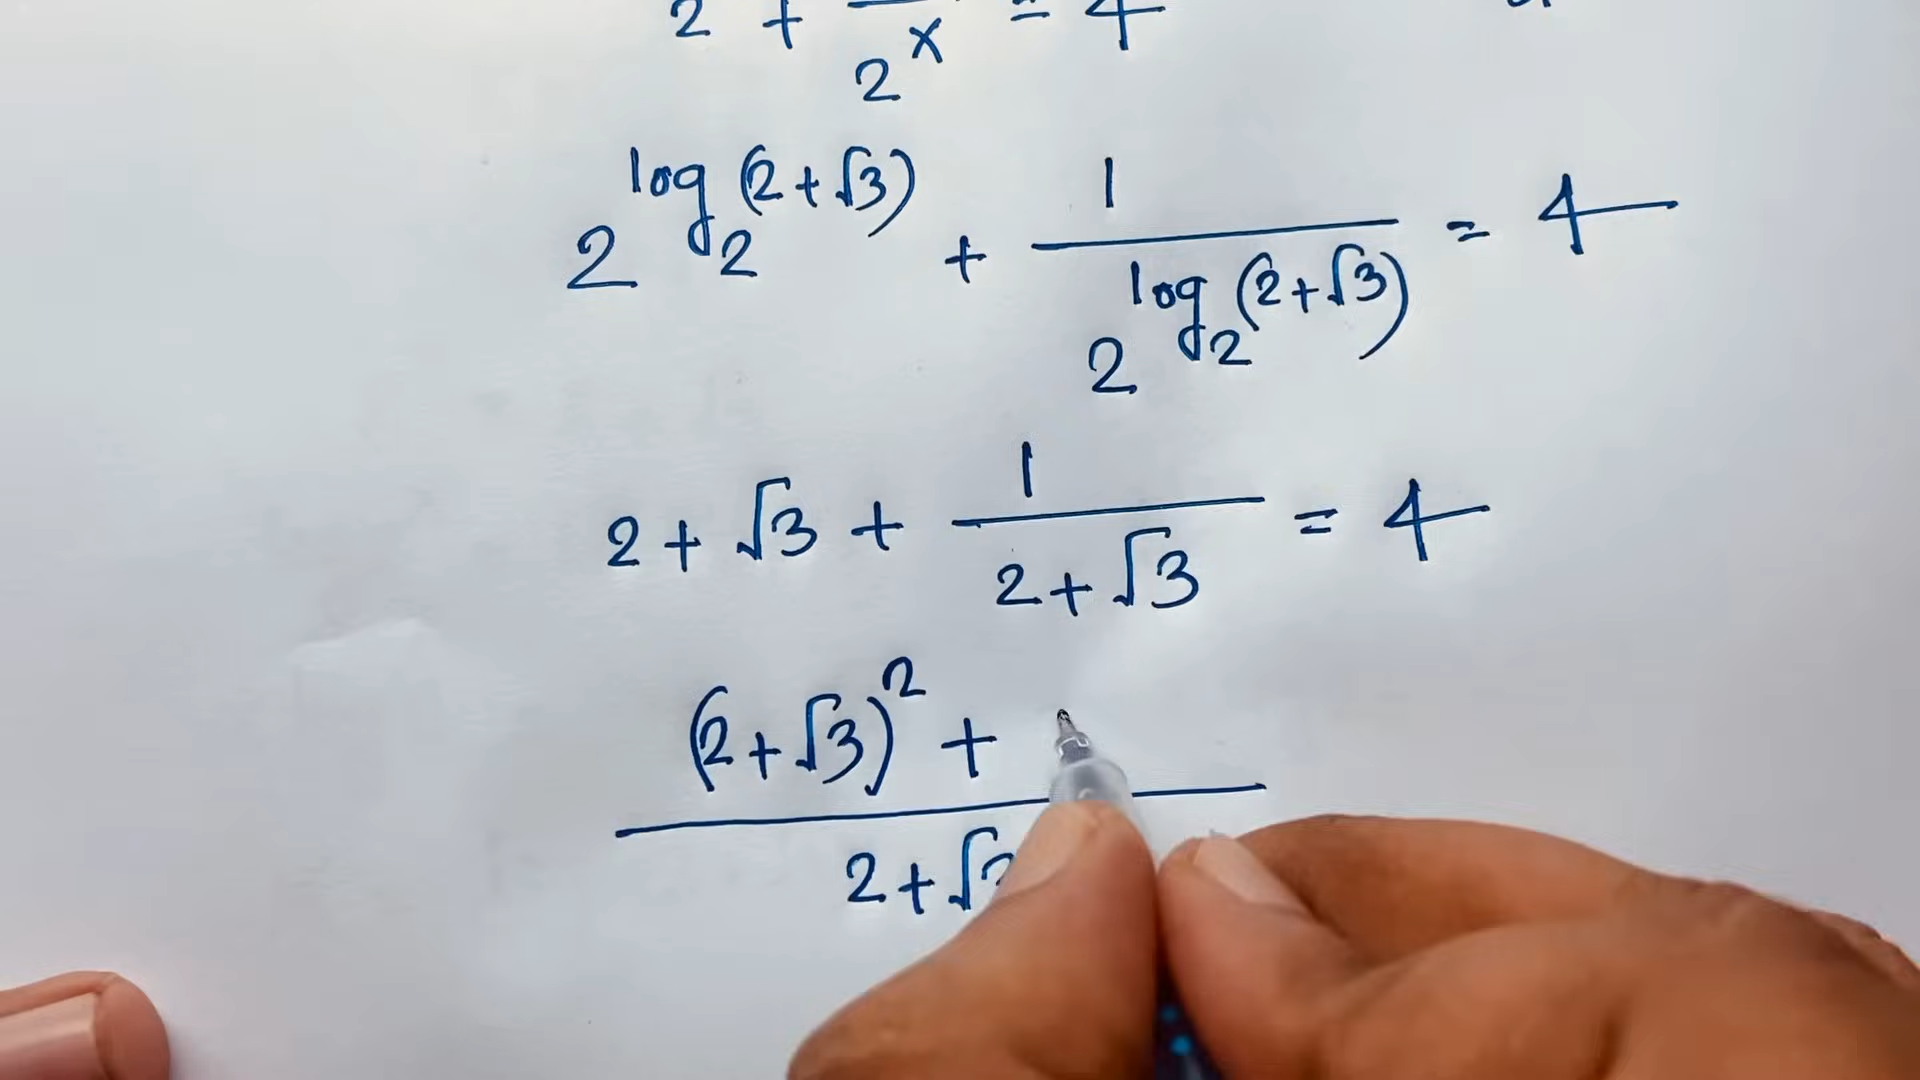 2 + / 2^x = 4
2^log_2(2+√3) + 1 / 2^log_2(2+√3) = 4
2 + √3 + 1 / 2+√3 = 4
(2+√3)^2 +
2+√